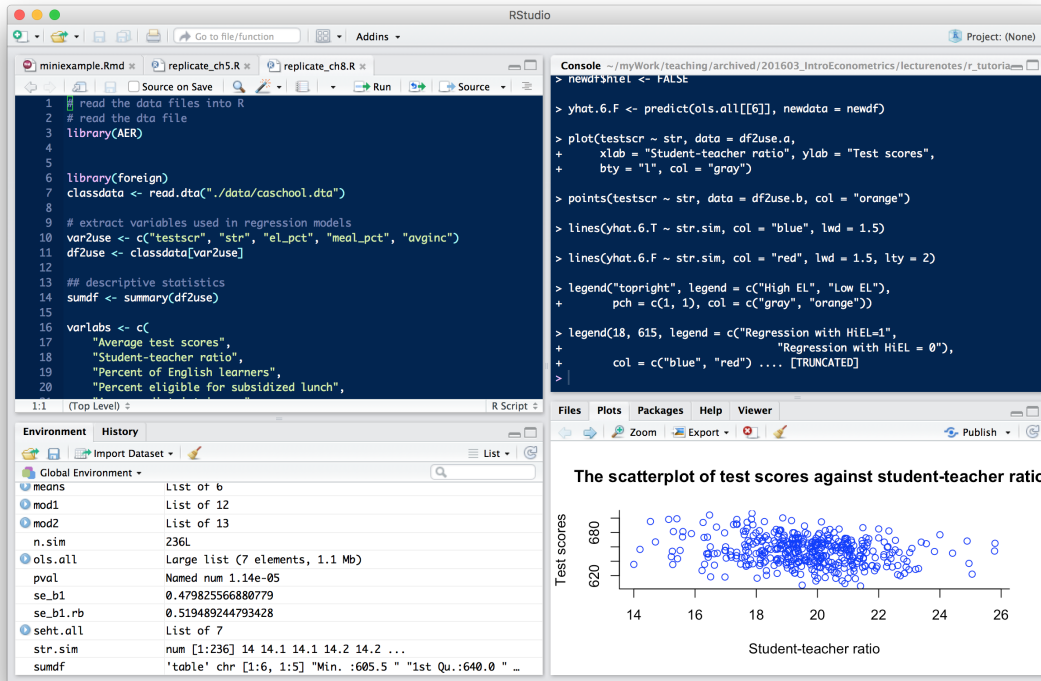 RStudio
Go to file/function
Addins
Project: (None)
miniexample.Rmd × replicate_ch5.R × replicate_ch8.R ×
Source on Save Run Source
1 # read the data files into R
2 # read the dta file
3 library(AER)
4
5
6 library(foreign)
7 classdata <- read.dta("./data/caschool.dta")
8
9 # extract variables used in regression models
10 var2use <- c("testscr", "str", "el_pct", "meal_pct", "avginc")
11 df2use <- classdata[var2use]
12
13 ## descriptive statistics
14 sumdf <- summary(df2use)
15
16 varlabs <- c(
17 "Average test scores",
18 "Student-teacher ratio",
19 "Percent of English learners",
20 "Percent eligible for subsidized lunch",
1:1 (Top Level) R Script
Environment History
Import Dataset List
Global Environment
means List of 6
mod1 List of 12
mod2 List of 13
n.sim 236L
ols.all Large list (7 elements, 1.1 Mb)
pval Named num 1.14e-05
se_b1 0.479825566880779
se_b1.rb 0.519489244793428
seht.all List of 7
str.sim num [1:236] 14 14.1 14.1 14.2 14.2 ...
sumdf 'table' chr [1:6, 1:5] "Min. :605.5 " "1st Qu.:640.0 " …
Console ~/myWork/teaching/archived/201603_IntroEconometrics/lecturenotes/r_tutoria
> newdf$hiel <- FALSE
> yhat.6.F <- predict(ols.all[[6]], newdata = newdf)
> plot(testscr ~ str, data = df2use.a,
+ xlab = "Student-teacher ratio", ylab = "Test scores",
+ bty = "l", col = "gray")
> points(testscr ~ str, data = df2use.b, col = "orange")
> lines(yhat.6.T ~ str.sim, col = "blue", lwd = 1.5)
> lines(yhat.6.F ~ str.sim, col = "red", lwd = 1.5, lty = 2)
> legend("topright", legend = c("High EL", "Low EL"),
+ pch = c(1, 1), col = c("gray", "orange"))
> legend(18, 615, legend = c("Regression with HiEL=1",
+ "Regression with HiEL = 0"),
+ col = c("blue", "red") .... [TRUNCATED]
>
Files Plots Packages Help Viewer
Zoom Export Publish
The scatterplot of test scores against student-teacher ratio
Test scores
680
620
14 16 18 20 22 24 26
Student-teacher ratio